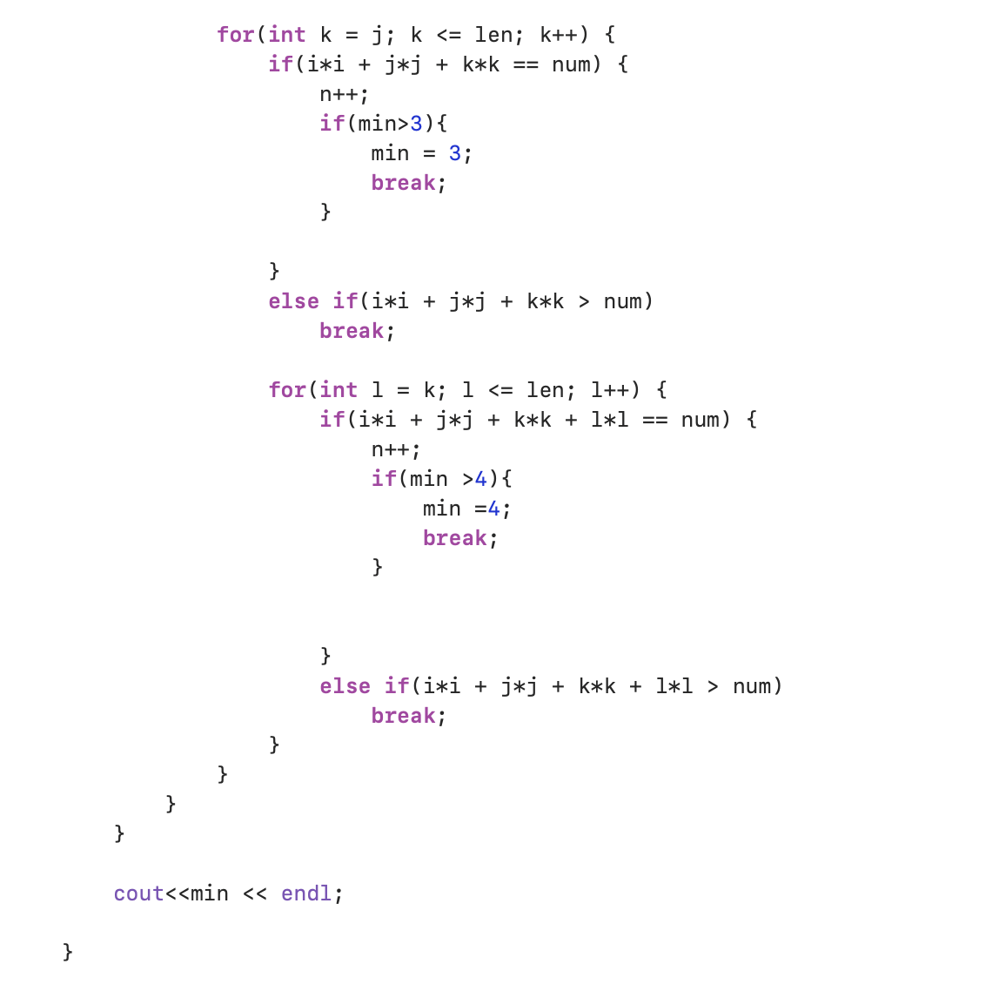 for(int k = j; k <= len; k++) {
if(i*i + j*j + k*k == num) {
n++;
if(min>3){
min = 3;
break;
}
}
else if(i*i + j*j + k*k > num)
break;
for(int l = k; l <= len; l++) {
if(i*i + j*j + k*k + l*l == num) {
n++;
if(min >4){
min =4;
break;
}
}
else if(i*i + j*j + k*k + l*l > num)
break;
}
}
}
}
cout<<min << endl;
}